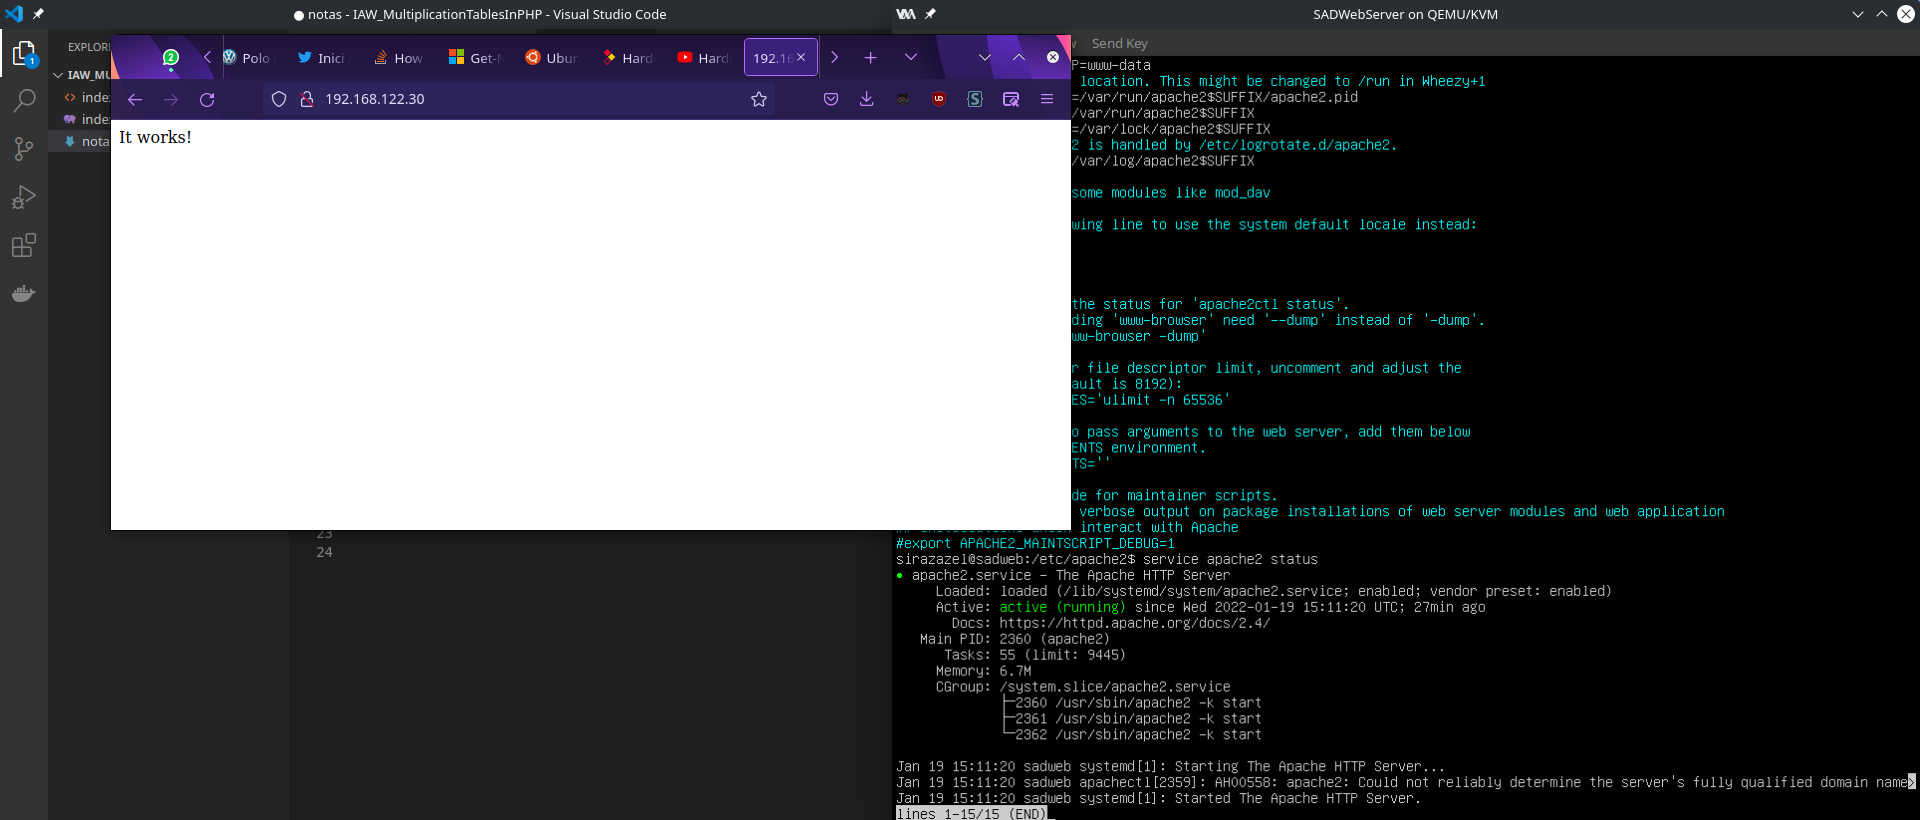 notas - IAW_MultiplicationTablesInPHP - Visual Studio Code
SADWebServer on QEMU/KVM
EXPLOR
Send Key
2
Polo
Inici
How
Get-
Ubun
Hard
Hard
192.16
IAW_MU
192.168.122.30
inde
inde
nota
1
It works!
P=www-data
location. This might be changed to /run in Wheezy+1
=/var/run/apache2$SUFFIX/apache2.pid
/var/run/apache2$SUFFIX
=/var/lock/apache2$SUFFIX
2 is handled by /etc/logrotate.d/apache2.
/var/log/apache2$SUFFIX
some modules like mod_dav
wing line to use the system default locale instead:
the status for 'apache2ctl status'.
ding 'www-browser' need '--dump' instead of '-dump'.
ww-browser -dump'
r file descriptor limit, uncomment and adjust the
ault is 8192):
ES='ulimit -n 65536'
o pass arguments to the web server, add them below
ENTS environment.
TS=''
de for maintainer scripts.
verbose output on package installations of web server modules and web application
interact with Apache
23
24
#export APACHE2_MAINTSCRIPT_DEBUG=1
sirazazel@sadweb:/etc/apache2$ service apache2 status
● apache2.service - The Apache HTTP Server
Loaded: loaded (/lib/systemd/system/apache2.service; enabled; vendor preset: enabled)
Active: active (running) since Wed 2022-01-19 15:11:20 UTC; 27min ago
Docs: https://httpd.apache.org/docs/2.4/
Main PID: 2360 (apache2)
Tasks: 55 (limit: 9445)
Memory: 6.7M
CGroup: /system.slice/apache2.service
├─2360 /usr/sbin/apache2 -k start
├─2361 /usr/sbin/apache2 -k start
└─2362 /usr/sbin/apache2 -k start
Jan 19 15:11:20 sadweb systemd[1]: Starting The Apache HTTP Server...
Jan 19 15:11:20 sadweb apachectl[2359]: AH00558: apache2: Could not reliably determine the server's fully qualified domain name>
Jan 19 15:11:20 sadweb systemd[1]: Started The Apache HTTP Server.
lines 1-15/15 (END)